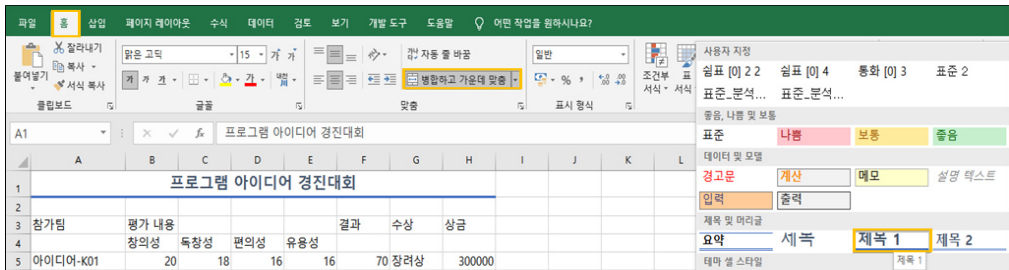 파일 홈 삽입 페이지 레이아웃 수식 데이터 검토 보기 개발 도구 도움말 어떤 작업을 원하시나요?
붙여넣기 잘라내기 복사 서식 복사 클립보드
맑은 고딕 15 가 가 가 가 가 가 글꼴
자동 줄 바꿈 병합하고 가운데 맞춤 맞춤
일반 % 표시 형식
조건부 서식 표 서식
A1 fx 프로그램 아이디어 경진대회
A B C D E F G H I J K L
1 프로그램 아이디어 경진대회
2
3 참가팀 평가 내용 결과 수상 상금
4 창의성 독창성 편의성 유용성
5 아이디어-K01 20 18 16 16 70 장려상 300000
사용자 지정
쉼표 [0] 2 2 쉼표 [0] 4 통화 [0] 3 표준 2
표준_분석... 표준_분석...
좋음, 나쁨 및 보통
표준 나쁨 보통 좋음
데이터 및 모델
경고문 계산 메모 설명 텍스트
입력 출력
제목 및 머리글
요약 제목 제목 1 제목 2
테마 셀 스타일 제목 1